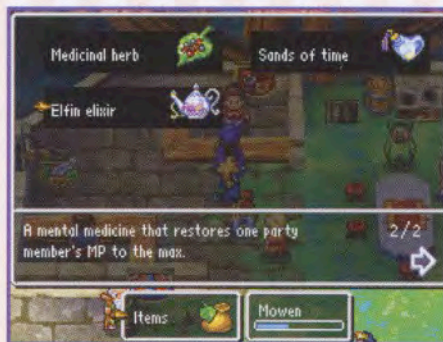 Medicinal herb
Sands of time
Elfin elixir
A mental medicine that restores one party
member's MP to the max.
2/2
Items
Mowen